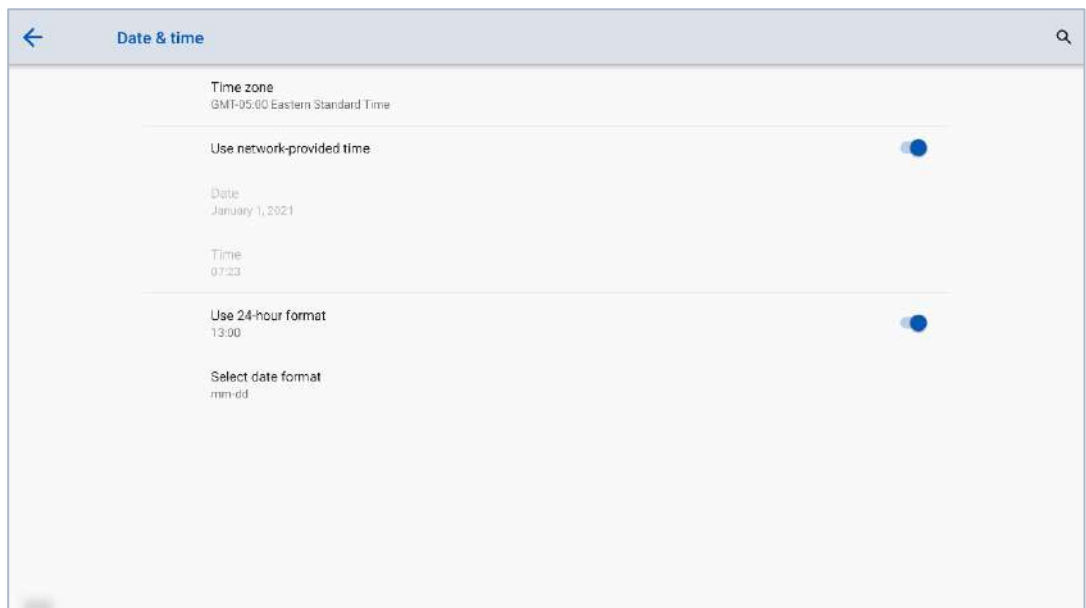 Date & time
Time zone
GMT-05:00 Eastern Standard Time
Use network-provided time
Date
January 1, 2021
Time
07:23
Use 24-hour format
13:00
Select date format
mm-dd